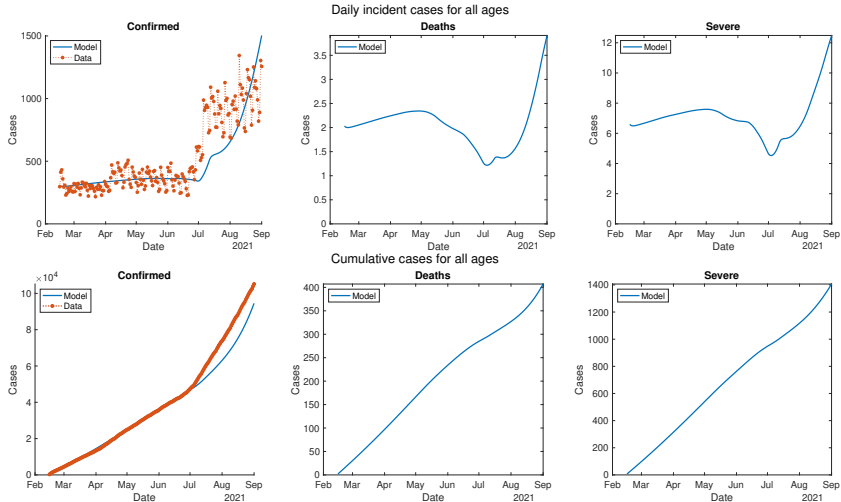 Daily incident cases for all ages
Confirmed
Deaths
Severe
Model
Data
Model
Model
Cases
1500
1000
500
0
Cases
3.5
3
2.5
2
1.5
1
0.5
0
Cases
12
10
8
6
4
2
0
Feb Mar Apr May Jun Jul Aug Sep
Date 2021
Feb Mar Apr May Jun Jul Aug Sep
Date 2021
Feb Mar Apr May Jun Jul Aug Sep
Date 2021
Cumulative cases for all ages
×10⁴
Confirmed
Deaths
Severe
Model
Data
Model
Model
Cases
10
8
6
4
2
0
Cases
400
350
300
250
200
150
100
50
0
Cases
1400
1200
1000
800
600
400
200
0
Feb Mar Apr May Jun Jul Aug Sep
Date 2021
Feb Mar Apr May Jun Jul Aug Sep
Date 2021
Feb Mar Apr May Jun Jul Aug Sep
Date 2021